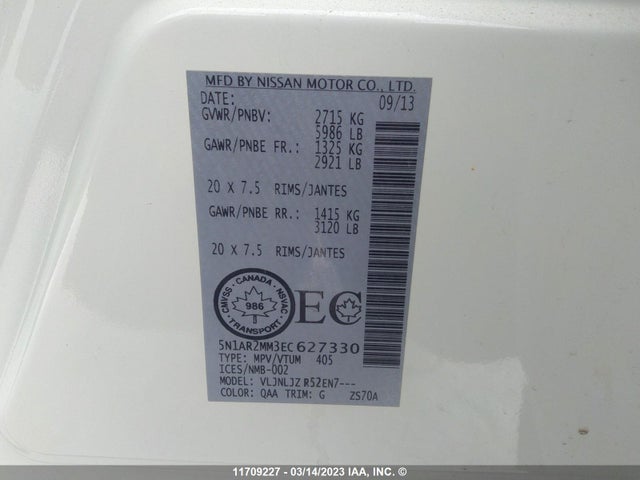 MFD BY NISSAN MOTOR CO., LTD.
DATE: 09/13
GVWR/PNBV: 2715 KG
5986 LB
GAWR/PNBE FR.: 1325 KG
2921 LB
20 X 7.5 RIMS/JANTES
GAWR/PNBE RR.: 1415 KG
3120 LB
20 X 7.5 RIMS/JANTES
CANADA
CMVSS NSVAC
986
TRANSPORT
EC
5N1AR2MM3EC627330
TYPE: MPV/VTUM 405
ICES/NMB-002
MODEL: VLJNLJZ R52EN7---
COLOR: QAA TRIM: G ZS70A
11709227 - 03/14/2023 IAA, INC. ©